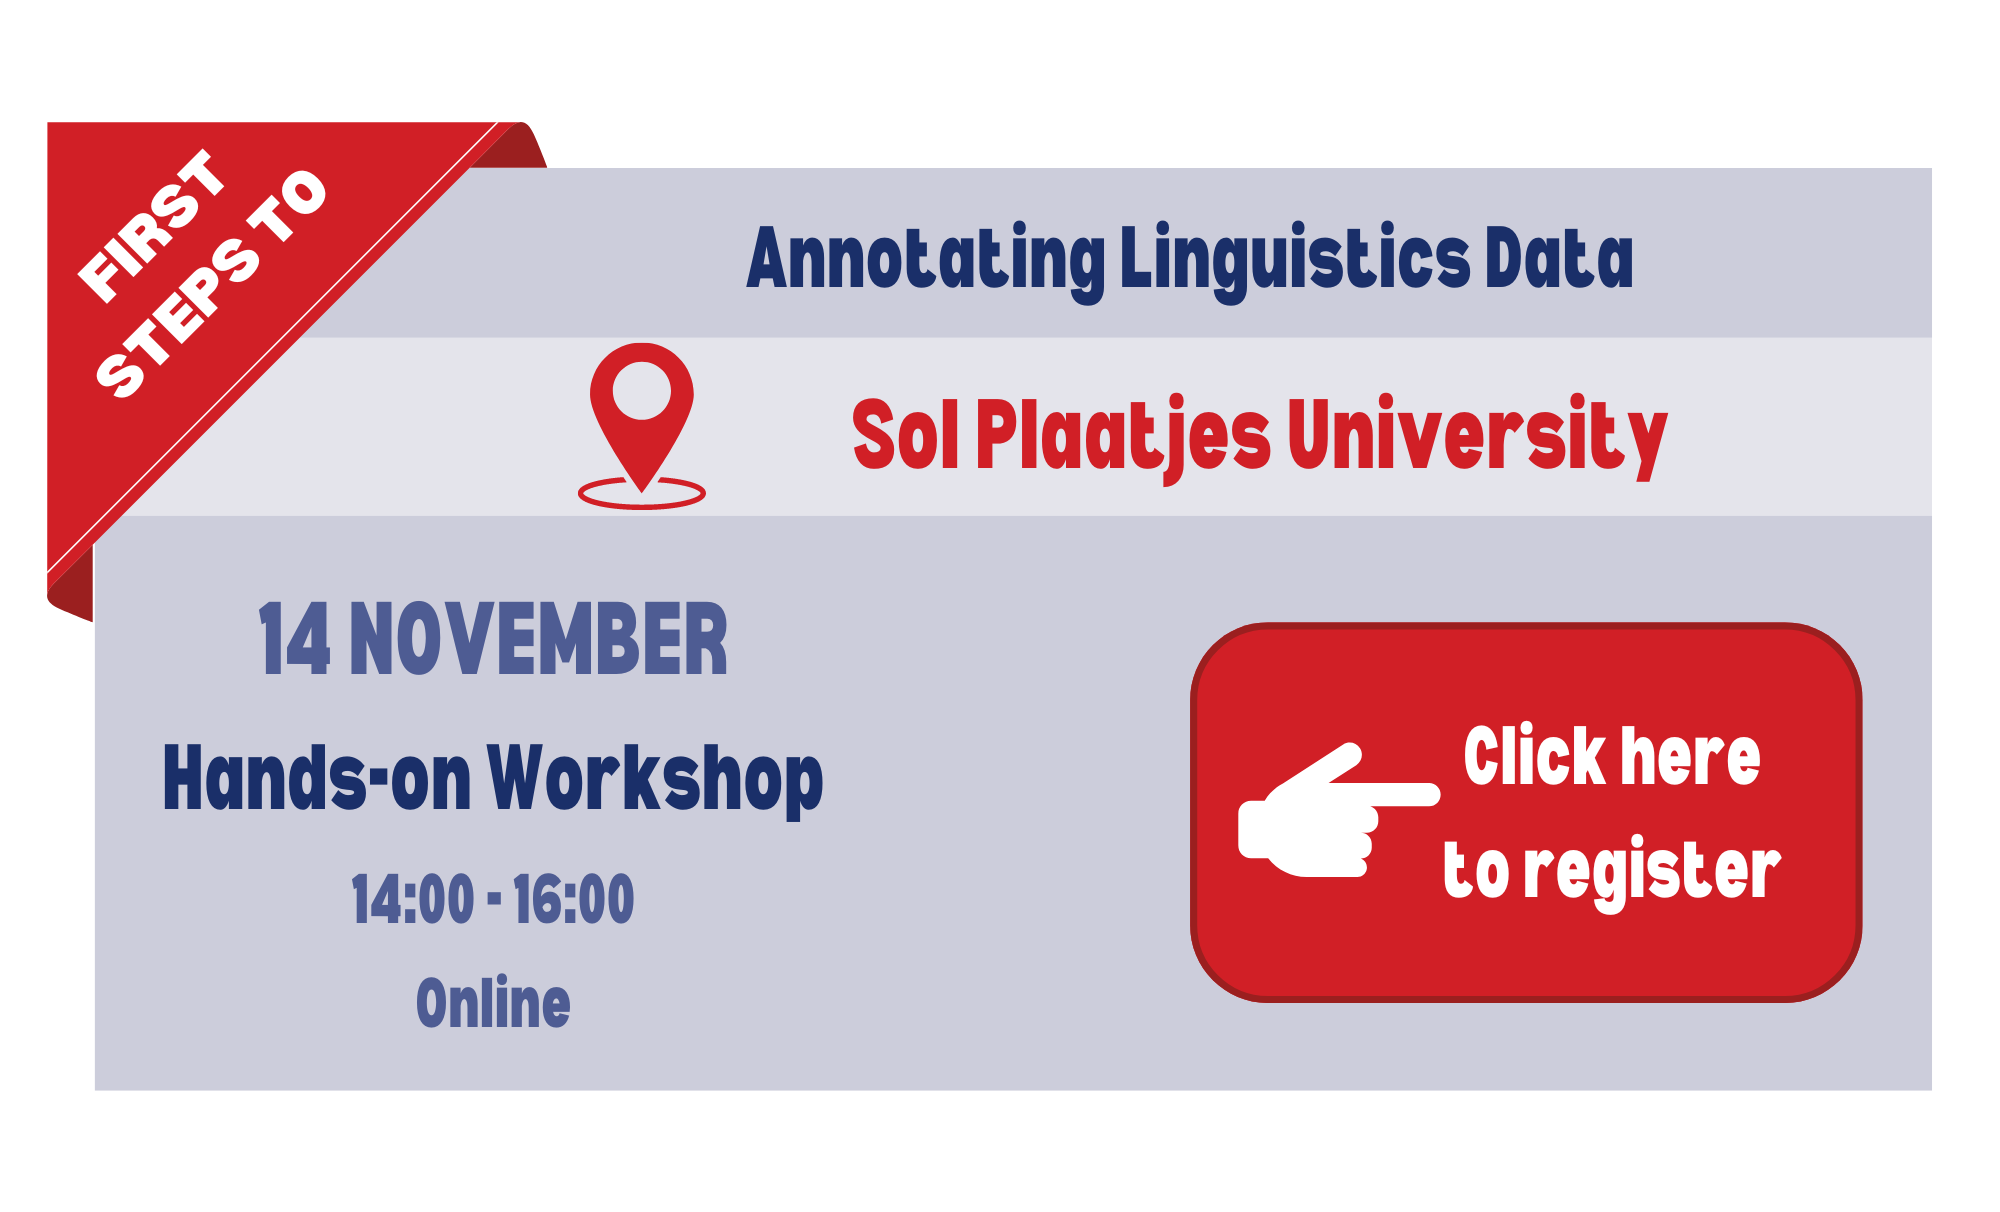 FIRST
STEPS TO
Annotating Linguistics Data
Sol Plaatjes University
14 NOVEMBER
Hands-on Workshop
14:00 - 16:00
Online
Click here
to register